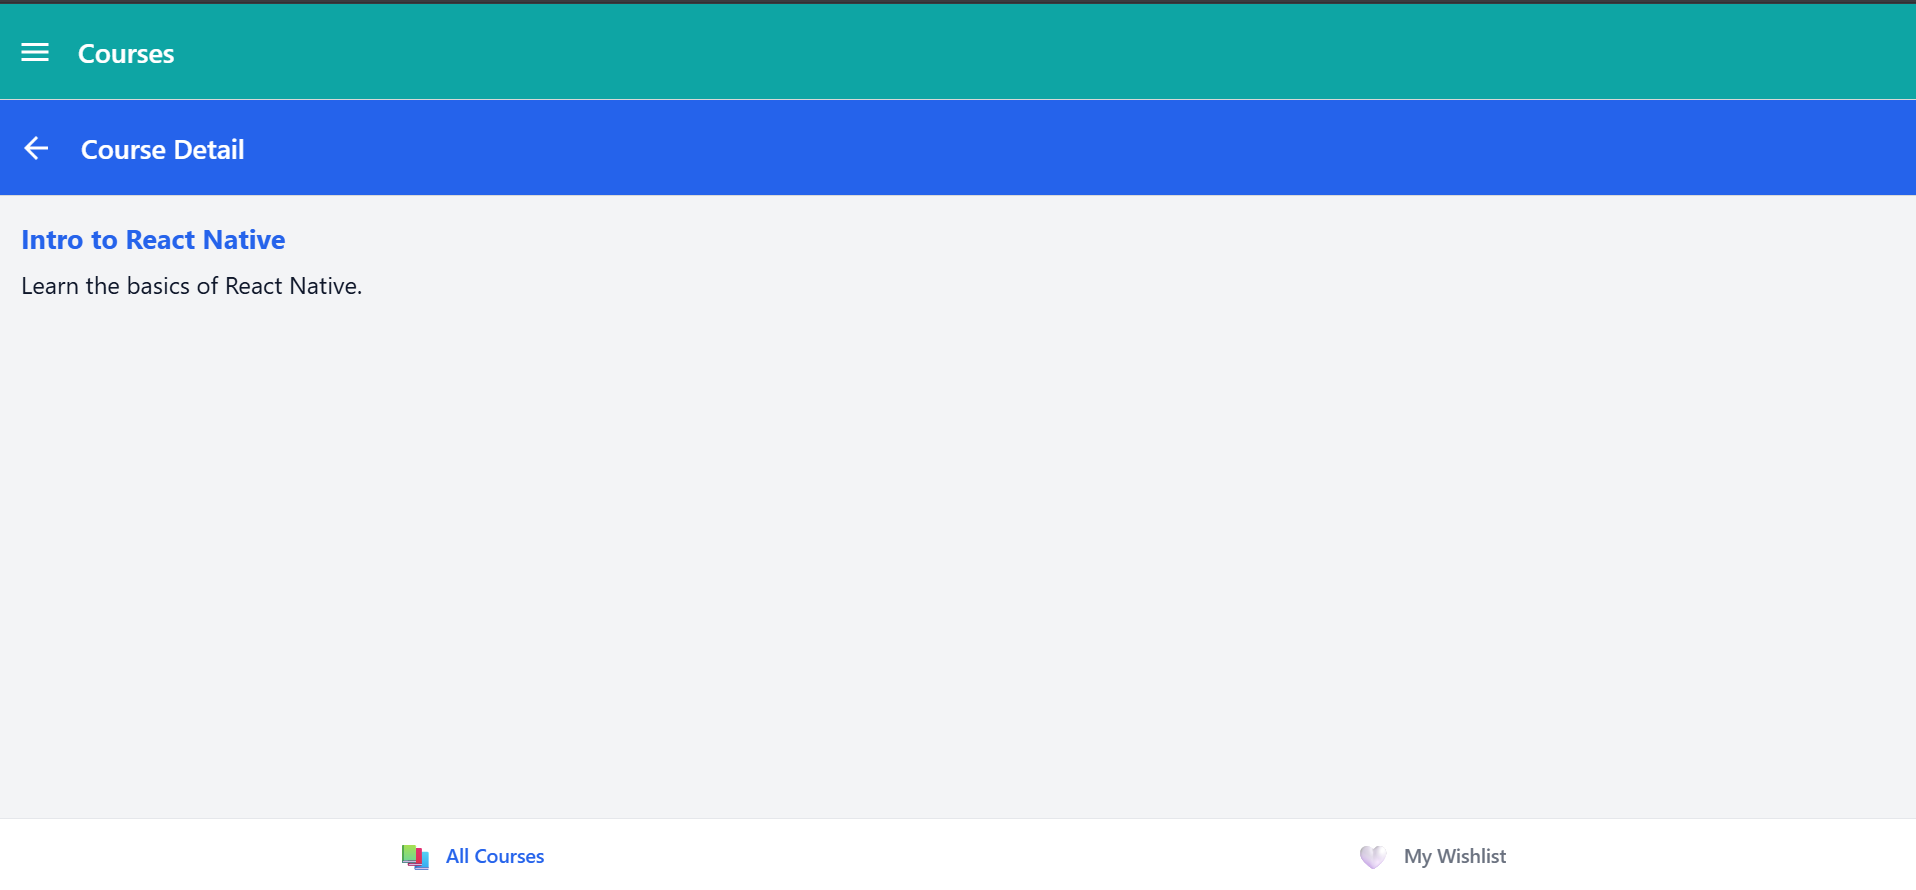 Courses
Course Detail
Intro to React Native
Learn the basics of React Native.
All Courses
My Wishlist